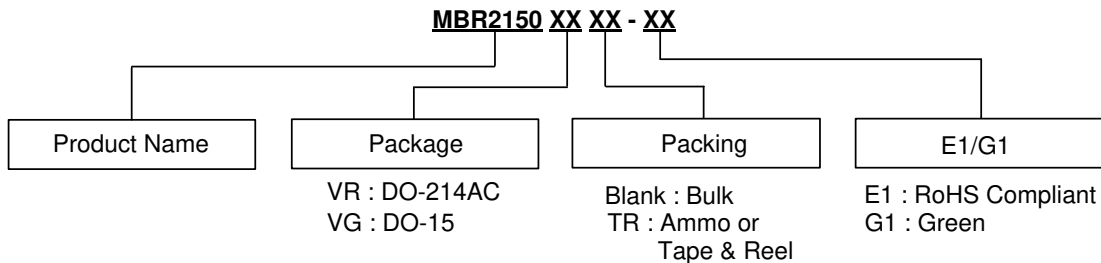 MBR2150 XX XX - XX
Product Name
Package
Packing
E1/G1
VR : DO-214AC
VG : DO-15
Blank : Bulk
TR : Ammo or
Tape & Reel
E1 : RoHS Compliant
G1 : Green